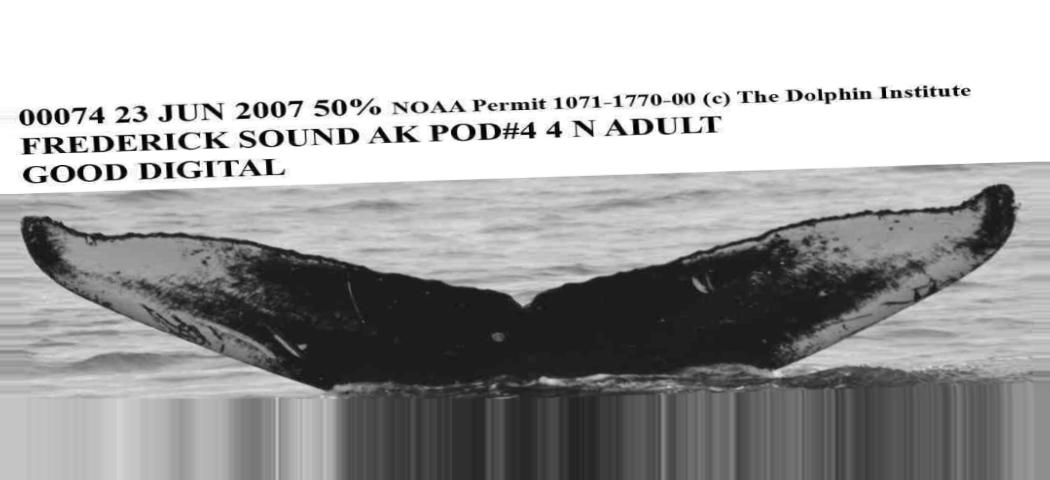 00074 23 JUN 2007 50% NOAA Permit 1071-1770-00 (c) The Dolphin Institute
FREDERICK SOUND AK POD#4 4 N ADULT
GOOD DIGITAL